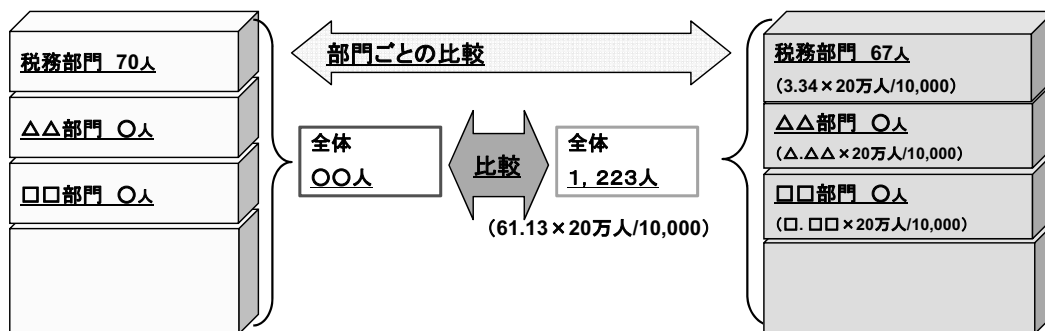 税務部門 70人
△△部門 〇人
□□部門 〇人
部門ごとの比較
全体
〇〇人
比較
全体
1，223人
（61.13×20万人/10,000）
税務部門 67人
（3.34×20万人/10,000）
△△部門 〇人
（△.△△×20万人/10,000）
□□部門 〇人
（□．□□×20万人/10,000）